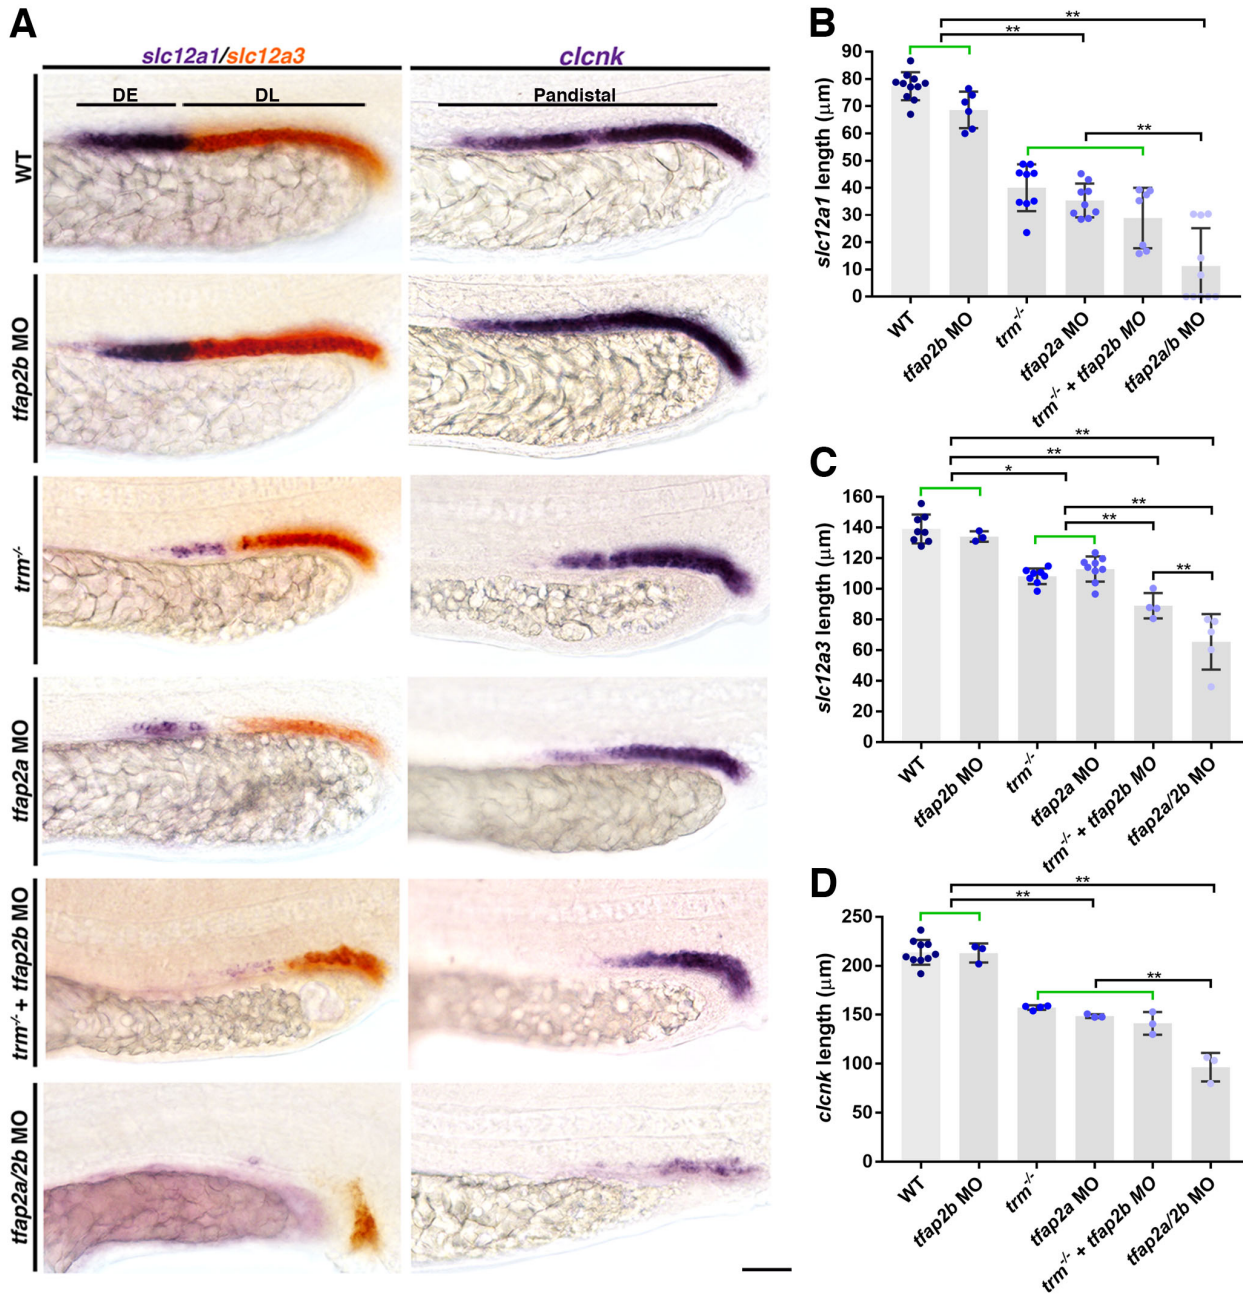 A
slc12a1/slc12a3
clcnk
DE
DL
Pandistal
WT
tfap2b MO
trm-/-
tfap2a MO
trm-/- + tfap2b MO
tfap2a/2b MO
B
**
**
**
slc12a1 length (μm)
90
80
70
60
50
40
30
20
10
0
WT
tfap2b MO
trm-/-
tfap2a MO
trm-/- + tfap2b MO
tfap2a/b MO
C
**
**
*
**
**
**
slc12a3 length (μm)
160
140
120
100
80
60
40
20
0
WT
tfap2b MO
trm-/-
tfap2a MO
trm-/- + tfap2b MO
tfap2a/2b MO
D
**
**
**
clcnk length (μm)
250
200
150
100
50
0
WT
tfap2b MO
trm-/-
tfap2a MO
trm-/- + tfap2b MO
tfap2a/2b MO